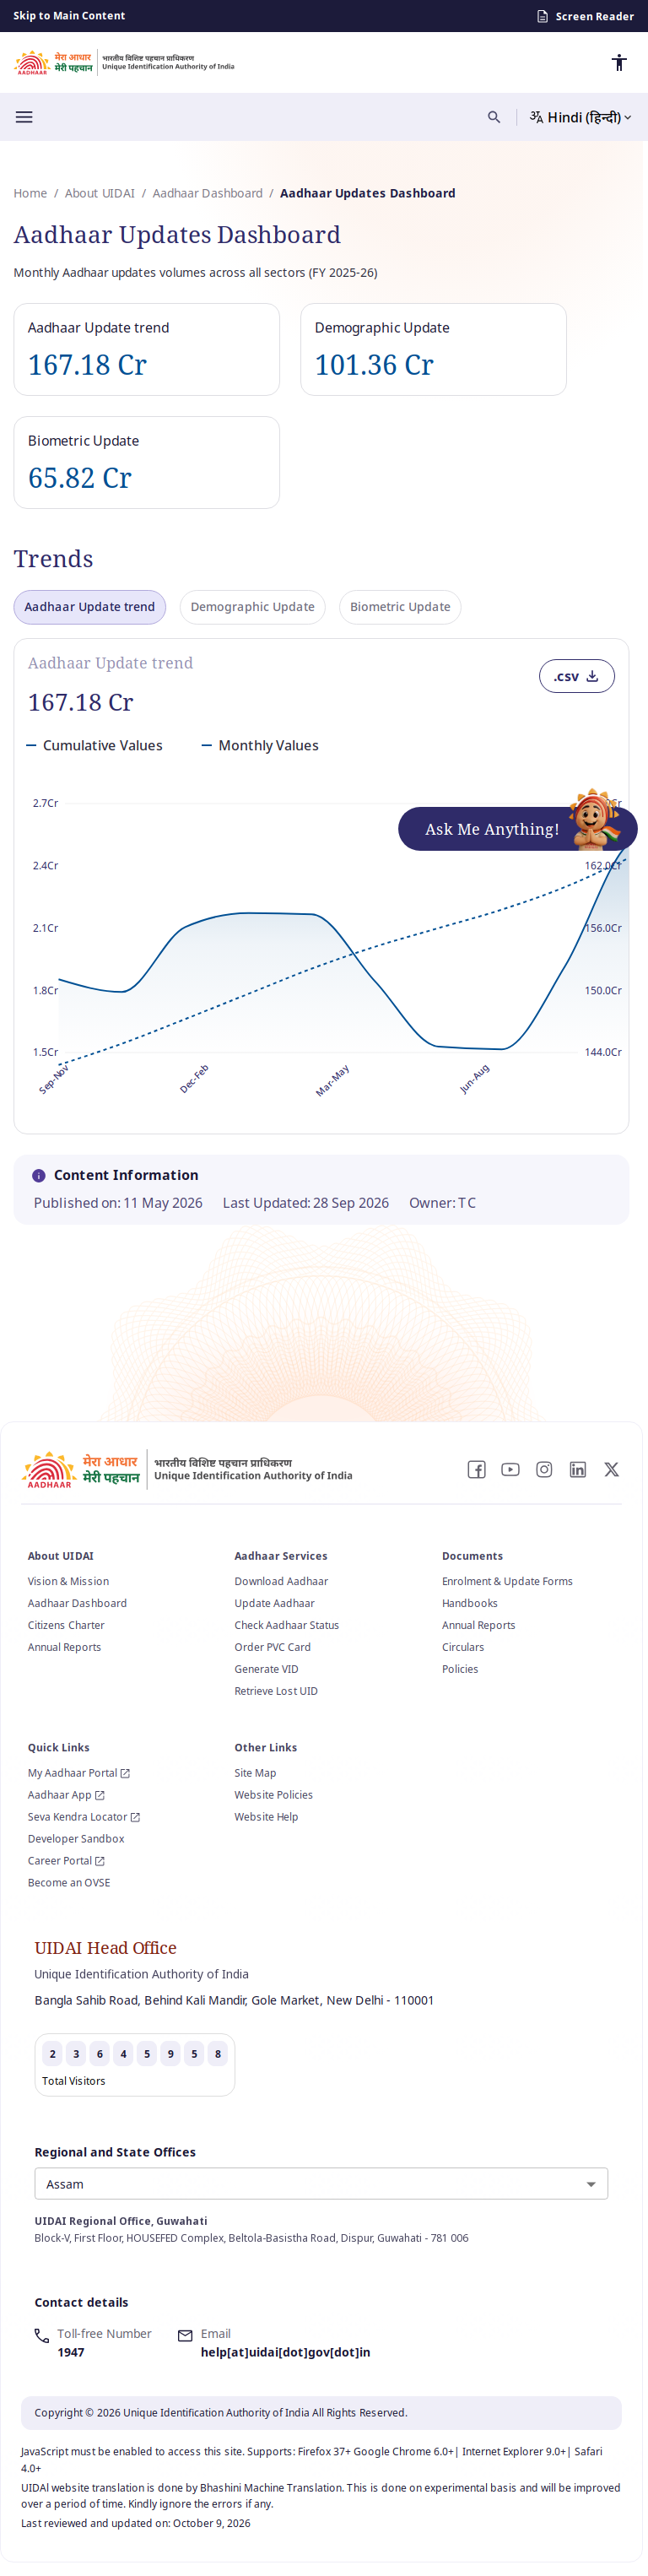 Skip to Main Content
Screen Reader
AADHAAR
मेरा आधार
मेरी पहचान
भारतीय विशिष्ट पहचान प्राधिकरण
Unique Identification Authority of India
Hindi (हिन्दी)
Home / About UIDAI / Aadhaar Dashboard / Aadhaar Updates Dashboard
Aadhaar Updates Dashboard
Monthly Aadhaar updates volumes across all sectors (FY 2025-26)
Aadhaar Update trend
167.18 Cr
Demographic Update
101.36 Cr
Biometric Update
65.82 Cr
Trends
Aadhaar Update trend
Demographic Update
Biometric Update
Aadhaar Update trend
167.18 Cr
.csv
Cumulative Values
Monthly Values
2.7Cr
Ask Me Anything!
2.4Cr
162.0Cr
2.1Cr
156.0Cr
1.8Cr
150.0Cr
1.5Cr
144.0Cr
Sep-Nov
Dec-Feb
Mar-May
Jun-Aug
Content Information
Published on: 11 May 2026 Last Updated: 28 Sep 2026 Owner: T C
AADHAAR
मेरा आधार
मेरी पहचान
भारतीय विशिष्ट पहचान प्राधिकरण
Unique Identification Authority of India
About UIDAI
Vision & Mission
Aadhaar Dashboard
Citizens Charter
Annual Reports
Aadhaar Services
Download Aadhaar
Update Aadhaar
Check Aadhaar Status
Order PVC Card
Generate VID
Retrieve Lost UID
Documents
Enrolment & Update Forms
Handbooks
Annual Reports
Circulars
Policies
Quick Links
My Aadhaar Portal
Aadhaar App
Seva Kendra Locator
Developer Sandbox
Career Portal
Become an OVSE
Other Links
Site Map
Website Policies
Website Help
UIDAI Head Office
Unique Identification Authority of India
Bangla Sahib Road, Behind Kali Mandir, Gole Market, New Delhi - 110001
2 3 6 4 5 9 5 8
Total Visitors
Regional and State Offices
Assam
UIDAI Regional Office, Guwahati
Block-V, First Floor, HOUSEFED Complex, Beltola-Basistha Road, Dispur, Guwahati - 781 006
Contact details
Toll-free Number
1947
Email
help[at]uidai[dot]gov[dot]in
Copyright © 2026 Unique Identification Authority of India All Rights Reserved.
JavaScript must be enabled to access this site. Supports: Firefox 37+ Google Chrome 6.0+| Internet Explorer 9.0+| Safari
4.0+
UIDAl website translation is done by Bhashini Machine Translation. This is done on experimental basis and will be improved
over a period of time. Kindly ignore the errors if any.
Last reviewed and updated on: October 9, 2026